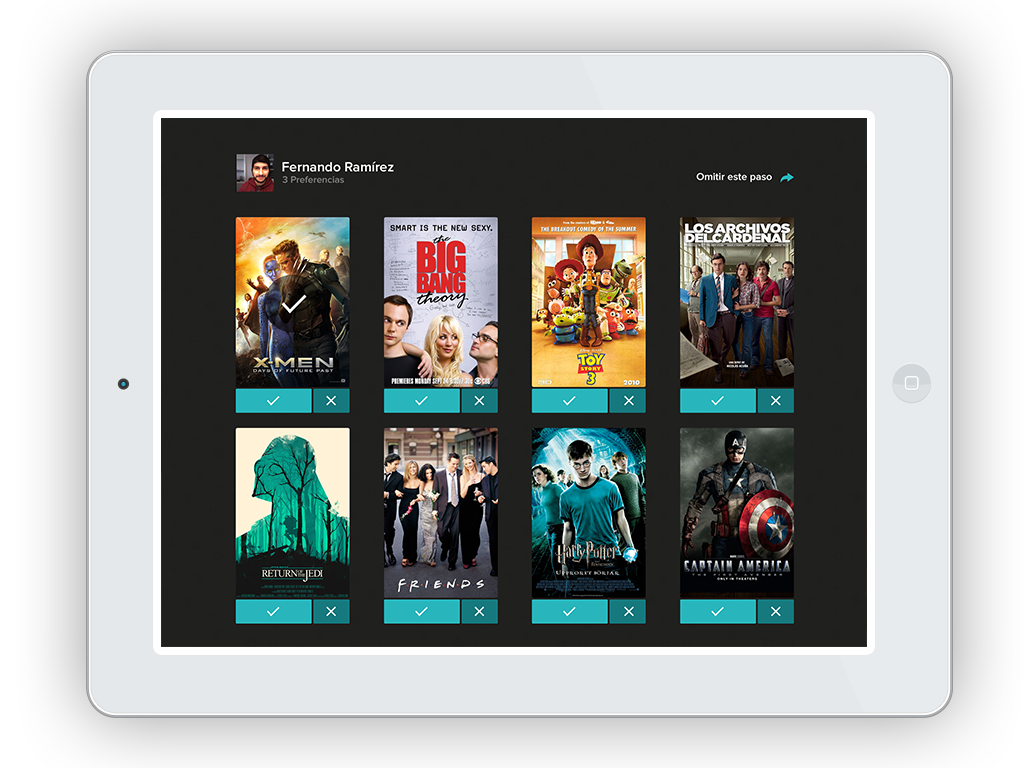 Fernando Ramírez
3 Preferencias
Omitir este paso
X-MEN
DAYS OF FUTURE PAST
SMART IS THE NEW SEXY.
the
BIG
BANG
theory
PREMIERES MONDAY SEPT
CBS
THE BREAKOUT COMEDY OF THE SUMMER
TOY
STORY
3
2010
LOS ARCHIVOS
DEL CARDENAL
RETURN OF THE JEDI
FRIENDS
Harry Potter
CAPTAIN AMERICA
THE FIRST AVENGER
ONLY IN THEATERS